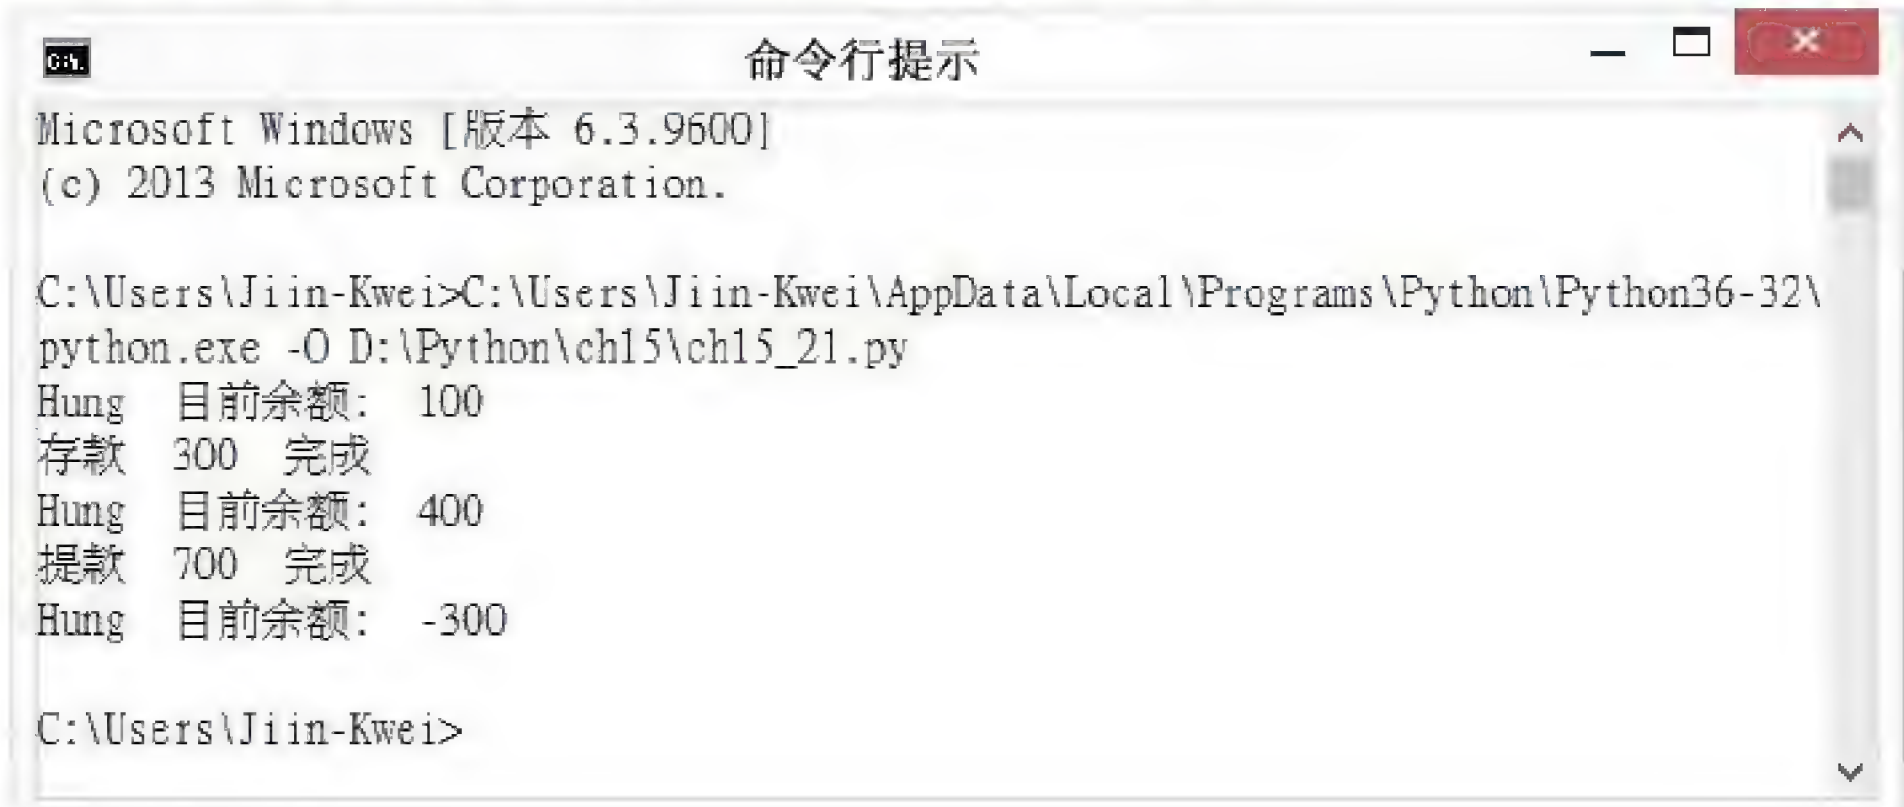 命令行提示
Microsoft Windows [版本 6.3.9600]
(c) 2013 Microsoft Corporation.
C:\Users\Jiin-Kwei>C:\Users\Jiin-Kwei\AppData\Local\Programs\Python\Python36-32\
python.exe -O D:\Python\ch15\ch15_21.py
Hung 目前余额: 100
存款 300 完成
Hung 目前余额: 400
提款 700 完成
Hung 目前余额: -300
C:\Users\Jiin-Kwei>